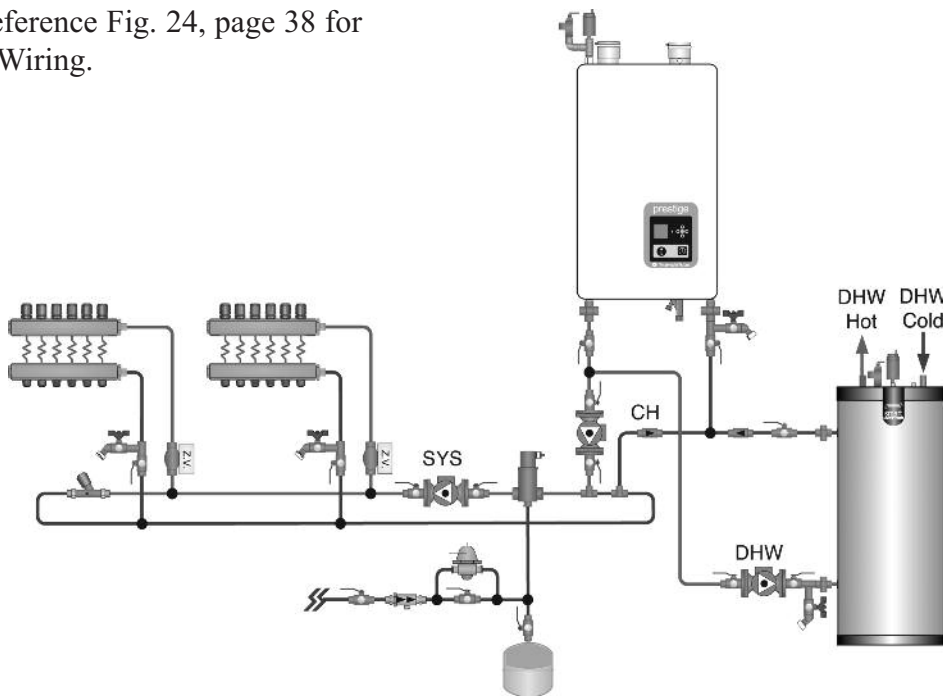 eference Fig. 24, page 38 for
Wiring.
prestige
DHW
Hot
DHW
Cold
CH
Z.V.
Z.V.
SYS
DHW